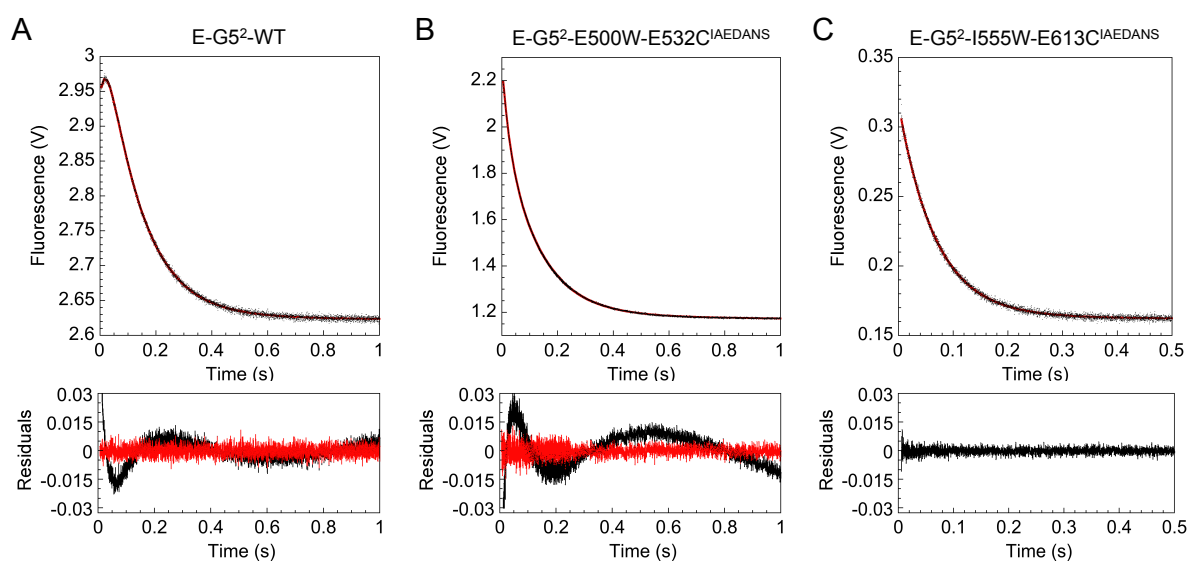 A
E-G5²-WT
Fluorescence (V)
3
2.95
2.9
2.85
2.8
2.75
2.7
2.65
2.6
0 0.2 0.4 0.6 0.8 1
Time (s)
Residuals
0.03
0.015
0
-0.015
-0.03
0 0.2 0.4 0.6 0.8 1
Time (s)
B
E-G5²-E500W-E532Cᴵᴬᴱᴰᴬᴺˢ
Fluorescence (V)
2.2
2
1.8
1.6
1.4
1.2
0 0.2 0.4 0.6 0.8 1
Time (s)
Residuals
0.03
0.015
0
-0.015
-0.03
0 0.2 0.4 0.6 0.8 1
Time (s)
C
E-G5²-I555W-E613Cᴵᴬᴱᴰᴬᴺˢ
Fluorescence (V)
0.35
0.3
0.25
0.2
0.15
0 0.1 0.2 0.3 0.4 0.5
Time (s)
Residuals
0.03
0.015
0
-0.015
-0.03
0 0.1 0.2 0.3 0.4 0.5
Time (s)